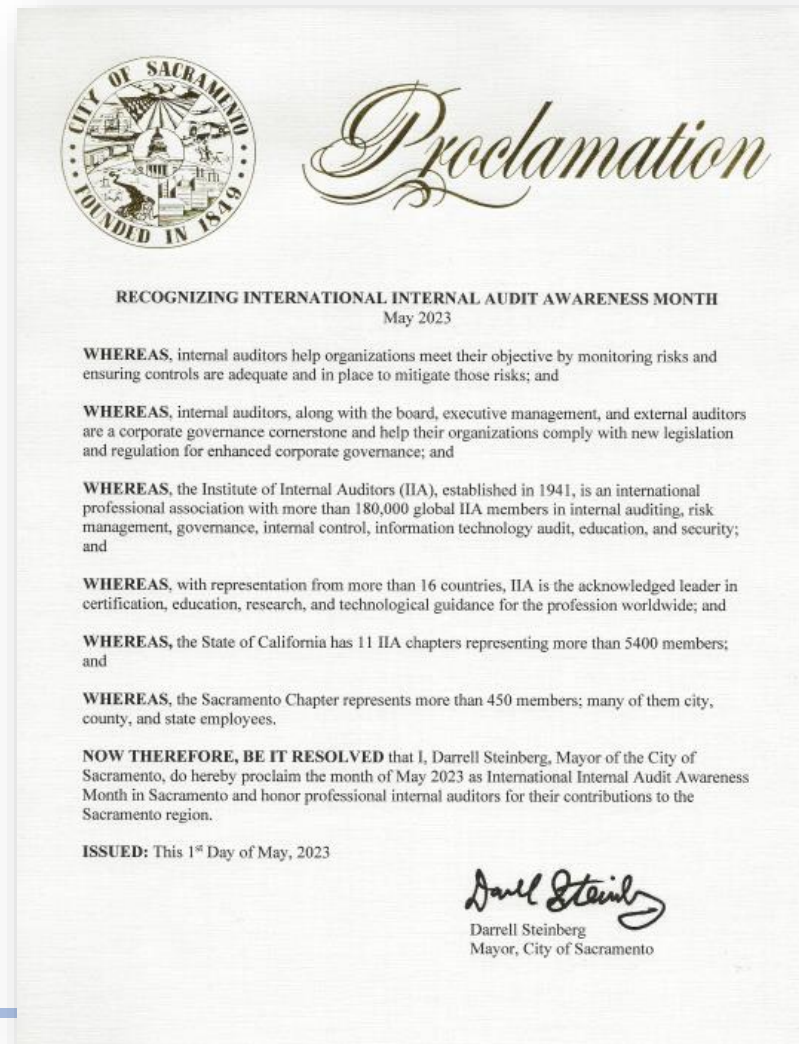 CITY OF SACRAMENTO
FOUNDED IN 1849
Proclamation
RECOGNIZING INTERNATIONAL INTERNAL AUDIT AWARENESS MONTH
May 2023
WHEREAS, internal auditors help organizations meet their objective by monitoring risks and
ensuring controls are adequate and in place to mitigate those risks; and
WHEREAS, internal auditors, along with the board, executive management, and external auditors
are a corporate governance cornerstone and help their organizations comply with new legislation
and regulation for enhanced corporate governance; and
WHEREAS, the Institute of Internal Auditors (IIA), established in 1941, is an international
professional association with more than 180,000 global IIA members in internal auditing, risk
management, governance, internal control, information technology audit, education, and security;
and
WHEREAS, with representation from more than 16 countries, IIA is the acknowledged leader in
certification, education, research, and technological guidance for the profession worldwide; and
WHEREAS, the State of California has 11 IIA chapters representing more than 5400 members;
and
WHEREAS, the Sacramento Chapter represents more than 450 members; many of them city,
county, and state employees.
NOW THEREFORE, BE IT RESOLVED that I, Darrell Steinberg, Mayor of the City of
Sacramento, do hereby proclaim the month of May 2023 as International Internal Audit Awareness
Month in Sacramento and honor professional internal auditors for their contributions to the
Sacramento region.
ISSUED: This 1st Day of May, 2023
Darrell Steinberg
Mayor, City of Sacramento